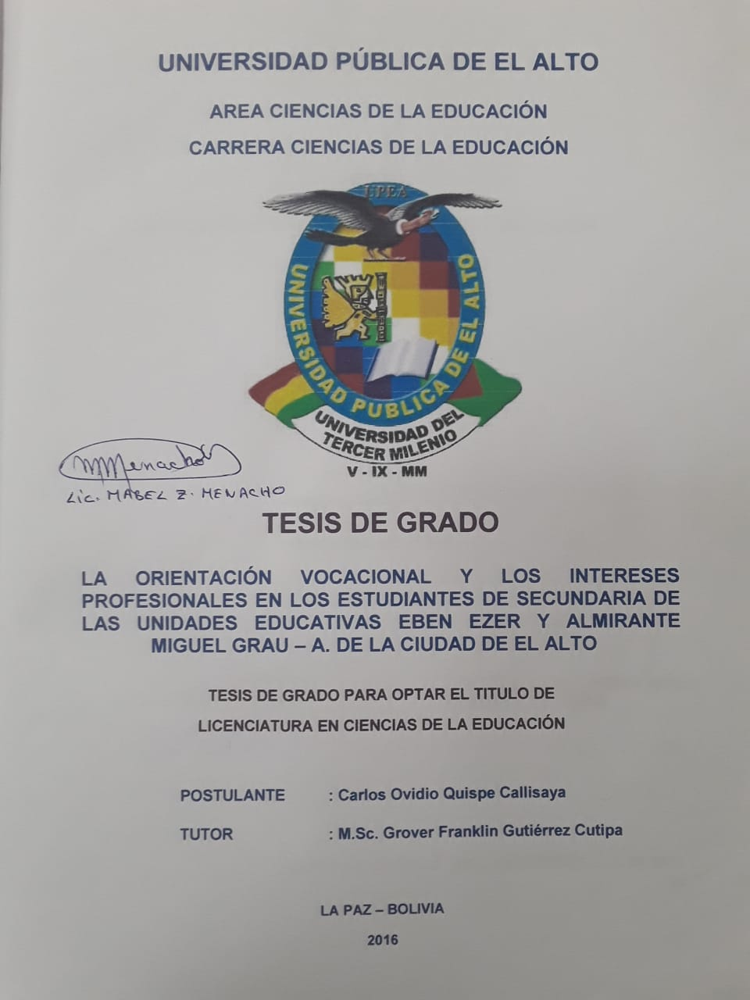 UNIVERSIDAD PÚBLICA DE EL ALTO
AREA CIENCIAS DE LA EDUCACIÓN
CARRERA CIENCIAS DE LA EDUCACIÓN
UPEA
UNIVERSIDAD PUBLICA DE EL ALTO
UNIVERSIDAD DEL
TERCER MILENIO
V - IX - MM
MMenacho
LIC. MABEL Z. MENACHO
TESIS DE GRADO
LA ORIENTACIÓN VOCACIONAL Y LOS INTERESES
PROFESIONALES EN LOS ESTUDIANTES DE SECUNDARIA DE
LAS UNIDADES EDUCATIVAS EBEN EZER Y ALMIRANTE
MIGUEL GRAU – A. DE LA CIUDAD DE EL ALTO
TESIS DE GRADO PARA OPTAR EL TITULO DE
LICENCIATURA EN CIENCIAS DE LA EDUCACIÓN
POSTULANTE : Carlos Ovidio Quispe Callisaya
TUTOR : M.Sc. Grover Franklin Gutiérrez Cutipa
LA PAZ – BOLIVIA
2016